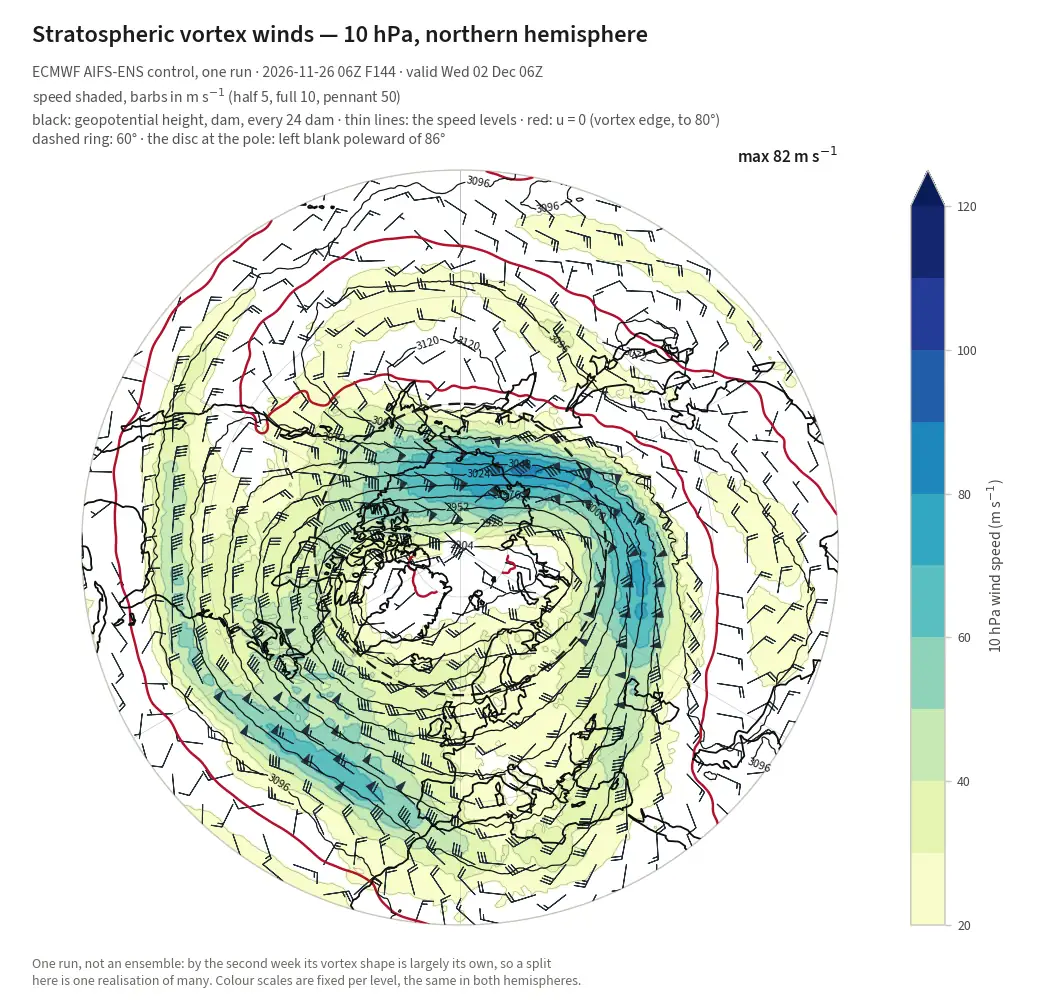 Stratospheric vortex winds — 10 hPa, northern hemisphere
ECMWF AIFS-ENS control, one run · 2026-11-26 06Z F144 · valid Wed 02 Dec 06Z
speed shaded, barbs in m s⁻¹ (half 5, full 10, pennant 50)
black: geopotential height, dam, every 24 dam · thin lines: the speed levels · red: u = 0 (vortex edge, to 80°)
dashed ring: 60° · the disc at the pole: left blank poleward of 86°
max 82 m s⁻¹
3096
3096
120
100
80
60
40
20
10 hPa wind speed (m s⁻¹)
3120
3120
3096
3024
2952
2904
3096
3096
One run, not an ensemble: by the second week its vortex shape is largely its own, so a split
here is one realisation of many. Colour scales are fixed per level, the same in both hemispheres.